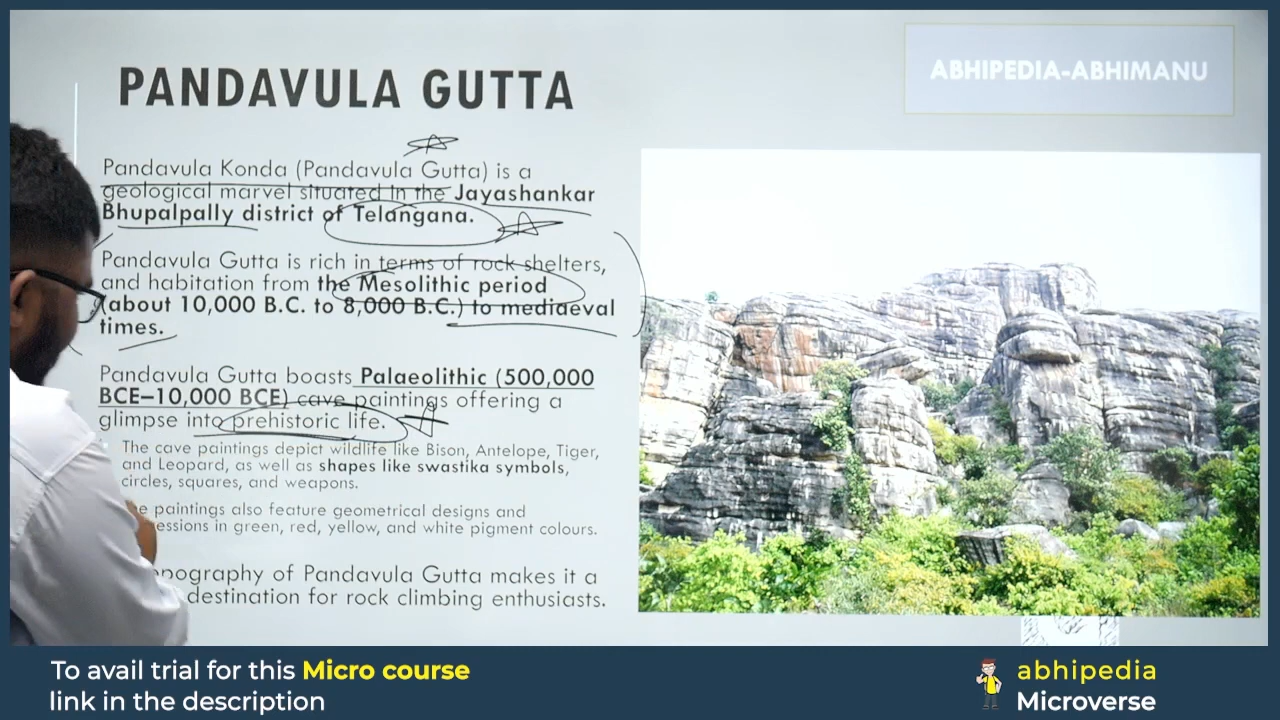 ABHIPEDIA-ABHIMANU
PANDAVULA GUTTA
Pandavula Konda (Pandavula Gutta) is a
geological marvel situated in the Jayashankar
Bhupalpally district of Telangana.
Pandavula Gutta is rich in terms of rock shelters,
and habitation from the Mesolithic period
(about 10,000 B.C. to 8,000 B.C.) to mediaeval
times.
Pandavula Gutta boasts Palaeolithic (500,000
BCE–10,000 BCE) cave paintings offering a
glimpse into prehistoric life.
The cave paintings depict wildlife like Bison, Antelope, Tiger,
and Leopard, as well as shapes like swastika symbols,
circles, squares, and weapons.
paintings also feature geometrical designs and
in green, red, yellow, and white pigment colours.
of Pandavula Gutta makes it a
destination for rock climbing enthusiasts.
To avail trial for this Micro course
link in the description
abhipedia
Microverse